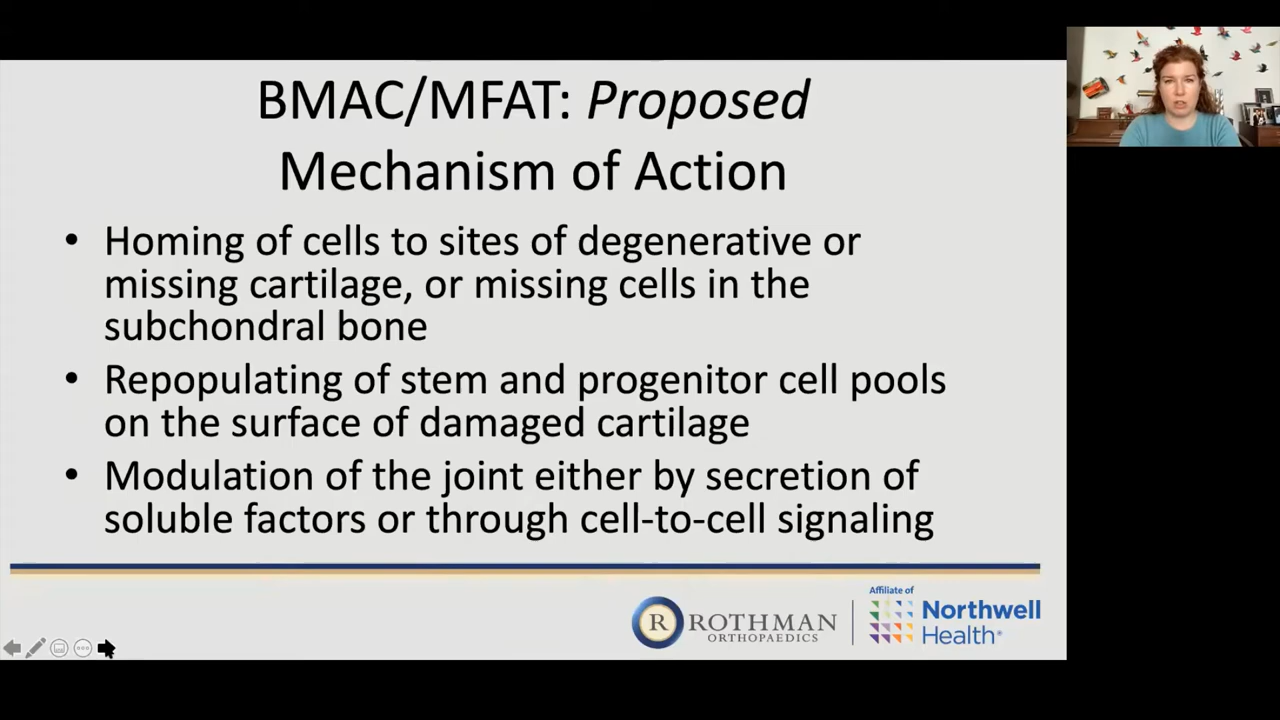 BMAC/MFAT: Proposed
Mechanism of Action
• Homing of cells to sites of degenerative or
missing cartilage, or missing cells in the
subchondral bone
• Repopulating of stem and progenitor cell pools
on the surface of damaged cartilage
• Modulation of the joint either by secretion of
soluble factors or through cell-to-cell signaling
R ROTHMAN
ORTHOPAEDICS
Affiliate of
Northwell
Health®